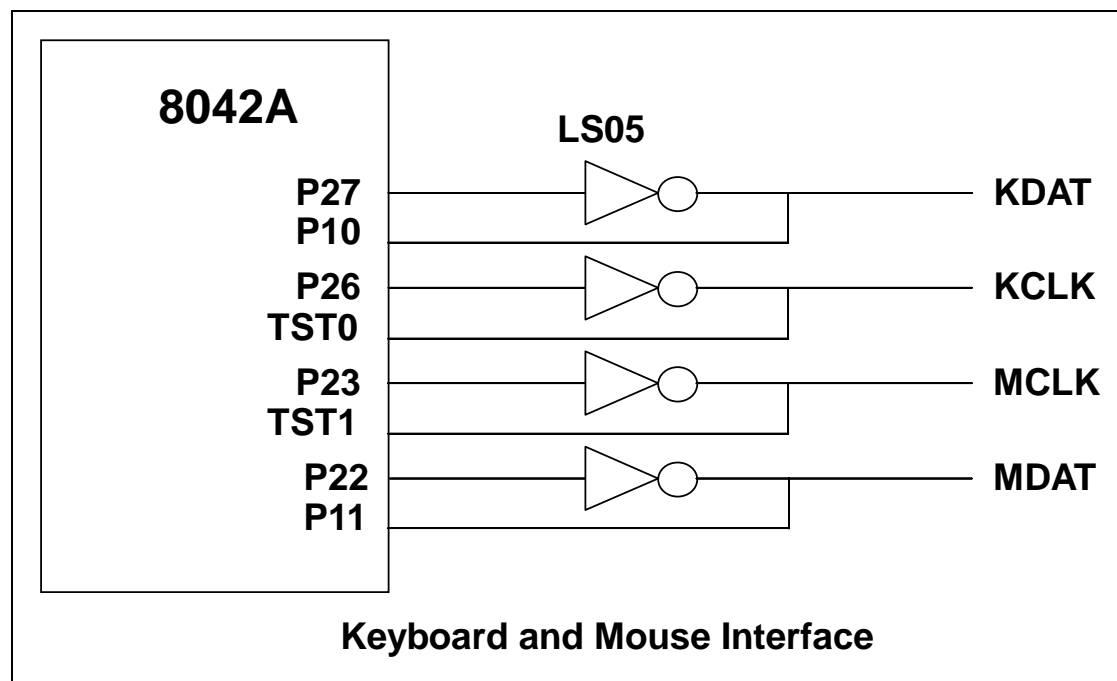 8042A
LS05
P27
KDAT
P10
P26
KCLK
TST0
P23
MCLK
TST1
P22
MDAT
P11
Keyboard and Mouse Interface